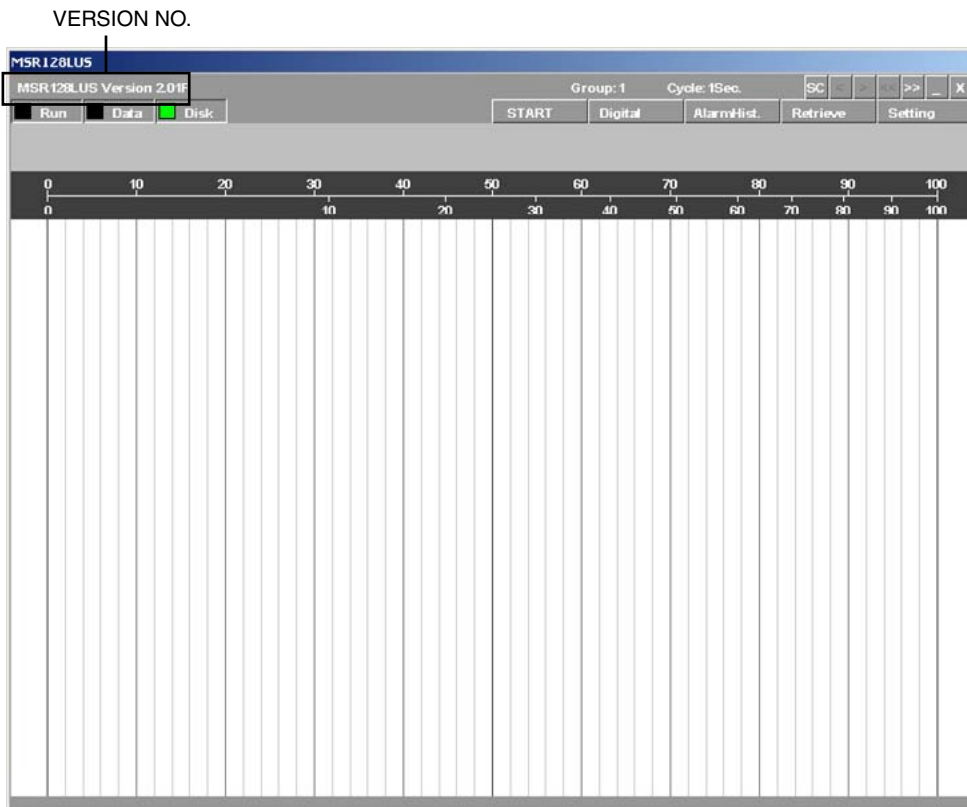 VERSION NO.
MSR128LUS
MSR128LUS Version 2.01F
Group: 1 Cycle: 1Sec. SC < > << >> _ X
Run Data Disk START Digital AlarmHist. Retrieve Setting
0 10 20 30 40 50 60 70 80 90 100
0 10 20 30 40 50 60 70 80 90 100